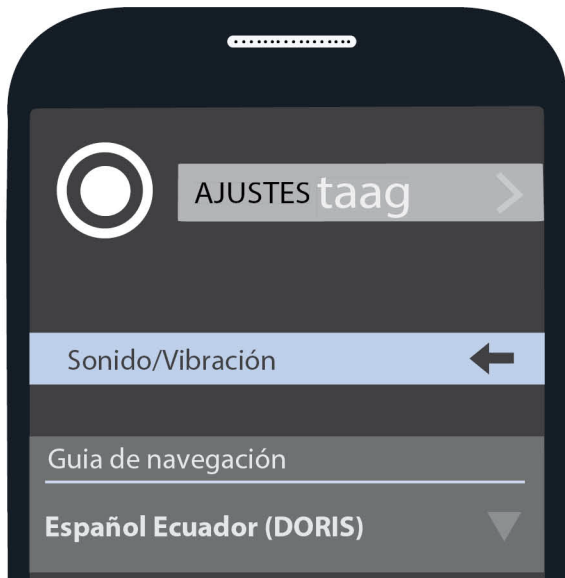 AJUSTES taag
Sonido/Vibración
Guia de navegación
Español Ecuador (DORIS)